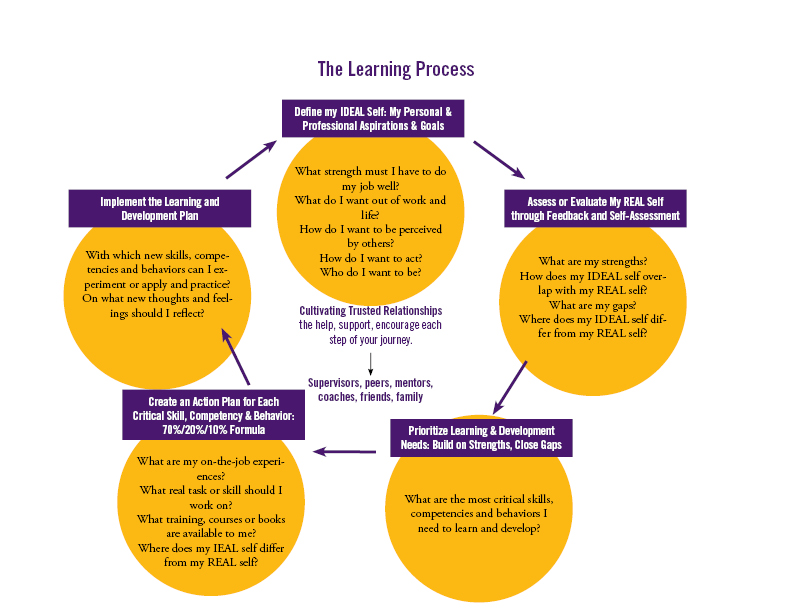 The Learning Process
Define my IDEAL Self: My Personal &
Professional Aspirations & Goals
What strength must I have to do
my job well?
What do I want out of work and
life?
How do I want to be perceived
by others?
How do I want to act?
Who do I want to be?
Assess or Evaluate My REAL Self
through Feedback and Self-Assessment
What are my strengths?
How does my IDEAL self over-
lap with my REAL self?
What are my gaps?
Where does my IDEAL self dif-
fer from my REAL self?
Prioritize Learning & Development
Needs: Build on Strengths, Close Gaps
What are the most critical skills,
competencies and behaviors I
need to learn and develop?
Create an Action Plan for Each
Critical Skill, Competency & Behavior:
70%/20%/10% Formula
What are my on-the-job experi-
ences?
What real task or skill should I
work on?
What training, courses or books
are available to me?
Where does my IEAL self differ
from my REAL self?
Implement the Learning and
Development Plan
With which new skills, compe-
tencies and behaviors can I ex-
periment or apply and practice?
On what new thoughts and feel-
ings should I reflect?
Cultivating Trusted Relationships
the help, support, encourage each
step of your journey.
Supervisors, peers, mentors,
coaches, friends, family